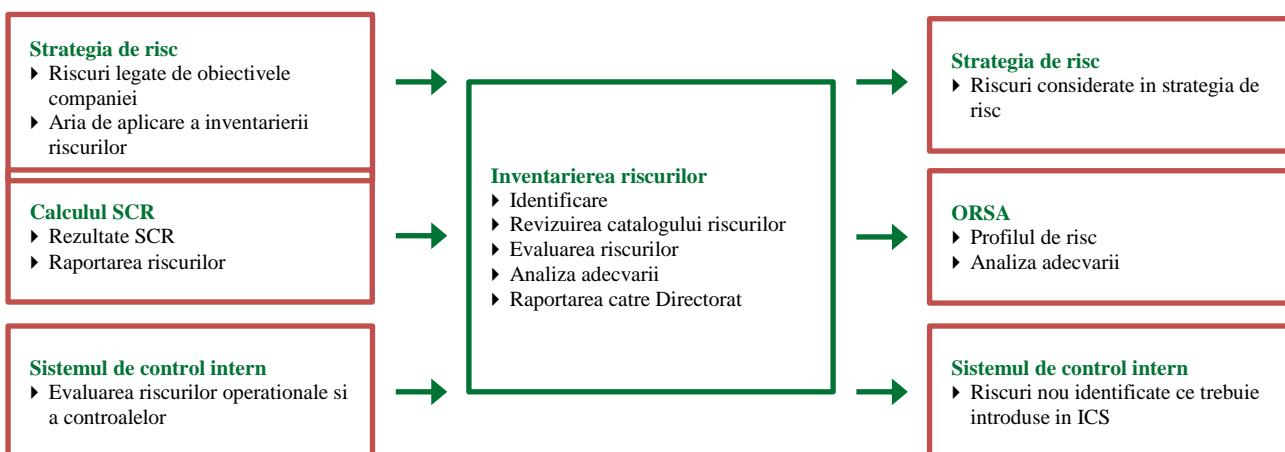 Strategia de risc
Riscuri legate de obiectivele
companiei
Aria de aplicare a inventarierii
riscurilor
Calculul SCR
Rezultate SCR
Raportarea riscurilor
Sistemul de control intern
Evaluarea riscurilor operationale si
a controalelor
Inventarierea riscurilor
Identificare
Revizuirea catalogului riscurilor
Evaluarea riscurilor
Analiza adecvarii
Raportarea catre Directorat
Strategia de risc
Riscuri considerate in strategia de
risc
ORSA
Profilul de risc
Analiza adecvarii
Sistemul de control intern
Riscuri nou identificate ce trebuie
introduse in ICS